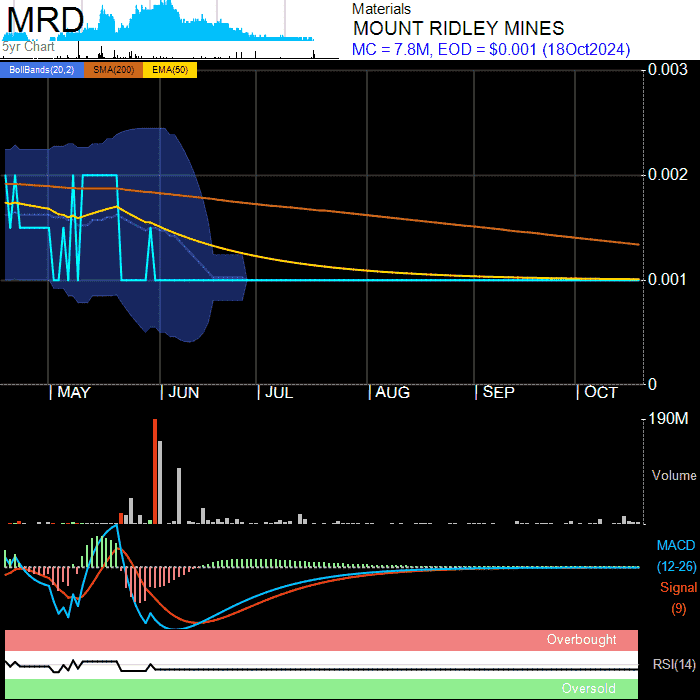 MRD
5yr Chart
Materials
MOUNT RIDLEY MINES
MC = 7.8M, EOD = $0.001 (18Oct2024)
BollBands(20,2) SMA(200) EMA(50)
0.003
0.002
0.001
0
MAY JUN JUL AUG SEP OCT
190M
Volume
MACD
(12-26)
Signal
(9)
Overbought
RSI(14)
Oversold